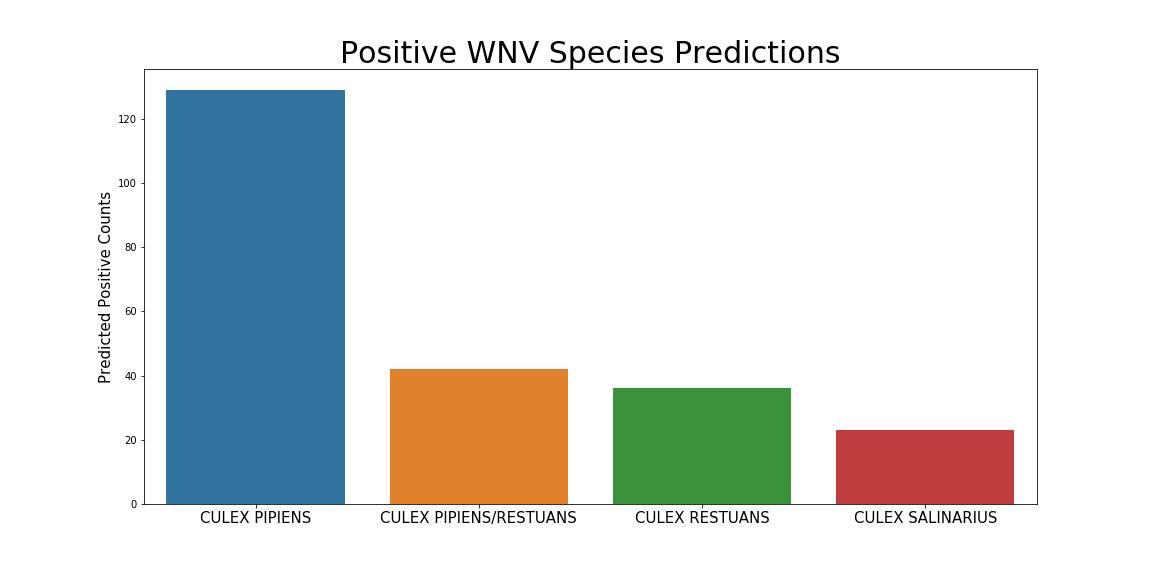 Positive WNV Species Predictions
Predicted Positive Counts
120
100
80
60
40
20
0
CULEX PIPIENS
CULEX PIPIENS/RESTUANS
CULEX RESTUANS
CULEX SALINARIUS